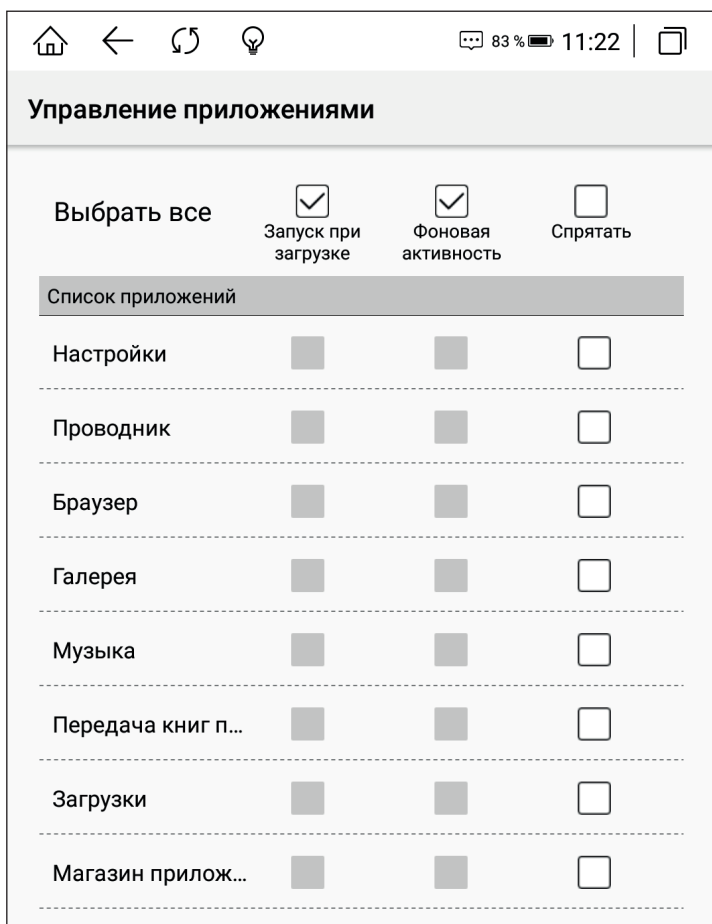 83 % 11:22
Управление приложениями
Выбрать все
Запуск при
загрузке
Фоновая
активность
Спрятать
Список приложений
Настройки
Проводник
Браузер
Галерея
Музыка
Передача книг п...
Загрузки
Магазин прилож...